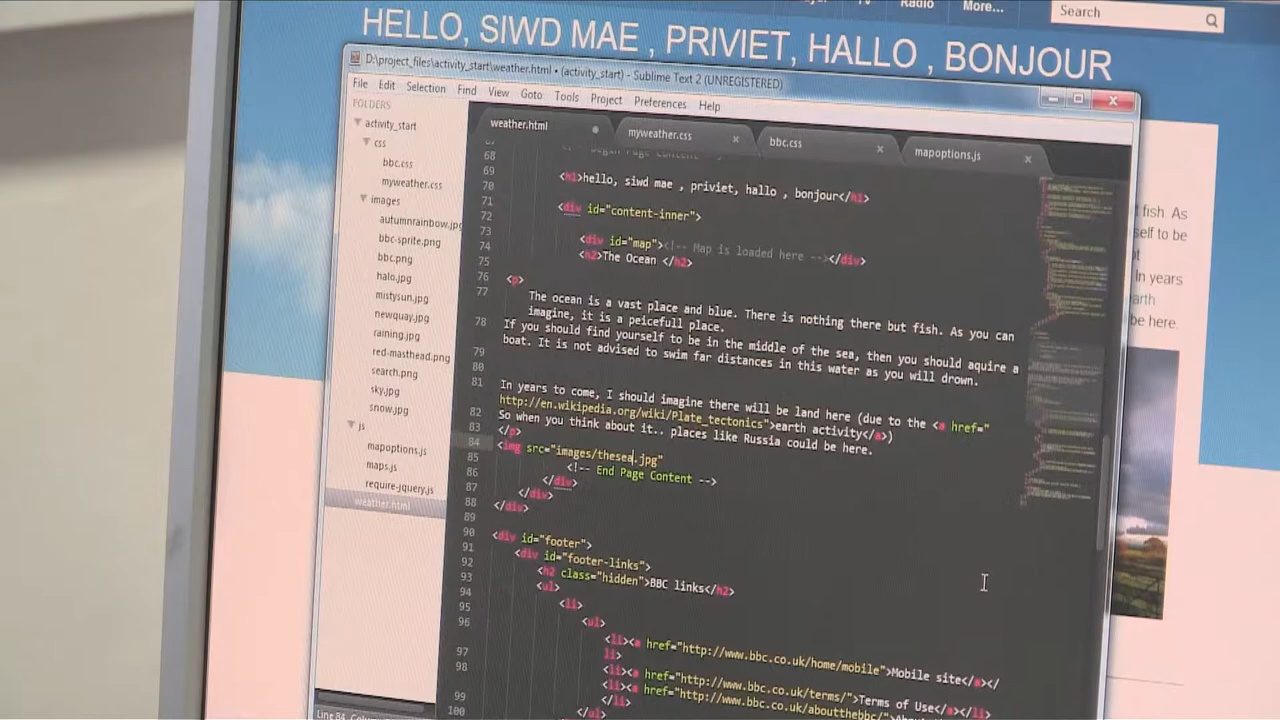 Radio More... Search
HELLO, SIWD MAE , PRIVIET, HALLO , BONJOUR
D:\project_files\activity_start\weather.html • (activity_start) - Sublime Text 2 (UNREGISTERED)
File Edit Selection Find View Goto Tools Project Preferences Help
FOLDERS
activity_start
css
bbc.css
myweather.css
images
autumnrainbow.jpg
bbc-sprite.png
bbc.png
halo.jpg
mistysun.jpg
newquay.jpg
raining.jpg
red-masthead.png
search.png
sky.jpg
snow.jpg
js
mapoptions.js
maps.js
require-jquery.js
weather.html
weather.html myweather.css bbc.css mapoptions.js
68
69
70 <h1>hello, siwd mae , priviet, hallo , bonjour</h1>
71
72 <div id="content-inner">
73
74 <div id="map"><!-- Map is loaded here --></div>
75 <h2>The Ocean </h2>
76 <p>
77 The ocean is a vast place and blue. There is nothing there but fish. As you can
imagine, it is a peicefull place.
78 If you should find yourself to be in the middle of the sea, then you should aquire a
boat. It is not advised to swim far distances in this water as you will drown.
79
80
81 In years to come, I should imagine there will be land here (due to the <a href="
http://en.wikipedia.org/wiki/Plate_tectonics">earth activity</a>)
82 So when you think about it.. places like Russia could be here.
83 </p>
84 <img src="images/thesea.jpg"
85 <!-- End Page Content -->
86 </div>
87 </div>
88 </div>
89
90 <div id="footer">
91 <div id="footer-links">
92 <h2 class="hidden">BBC links</h2>
93 <ul>
94 <li>
95 <ul>
96 <li><a href="http://www.bbc.co.uk/home/mobile">Mobile site</a></
li>
97 <li><a href="http://www.bbc.co.uk/terms/">Terms of Use</a></li>
98 <li><a href="http://www.bbc.co.uk/aboutthebbc/">
</li>
99 </ul>
100
fish. As
self to be
In years
earth
be here.
Line 84,